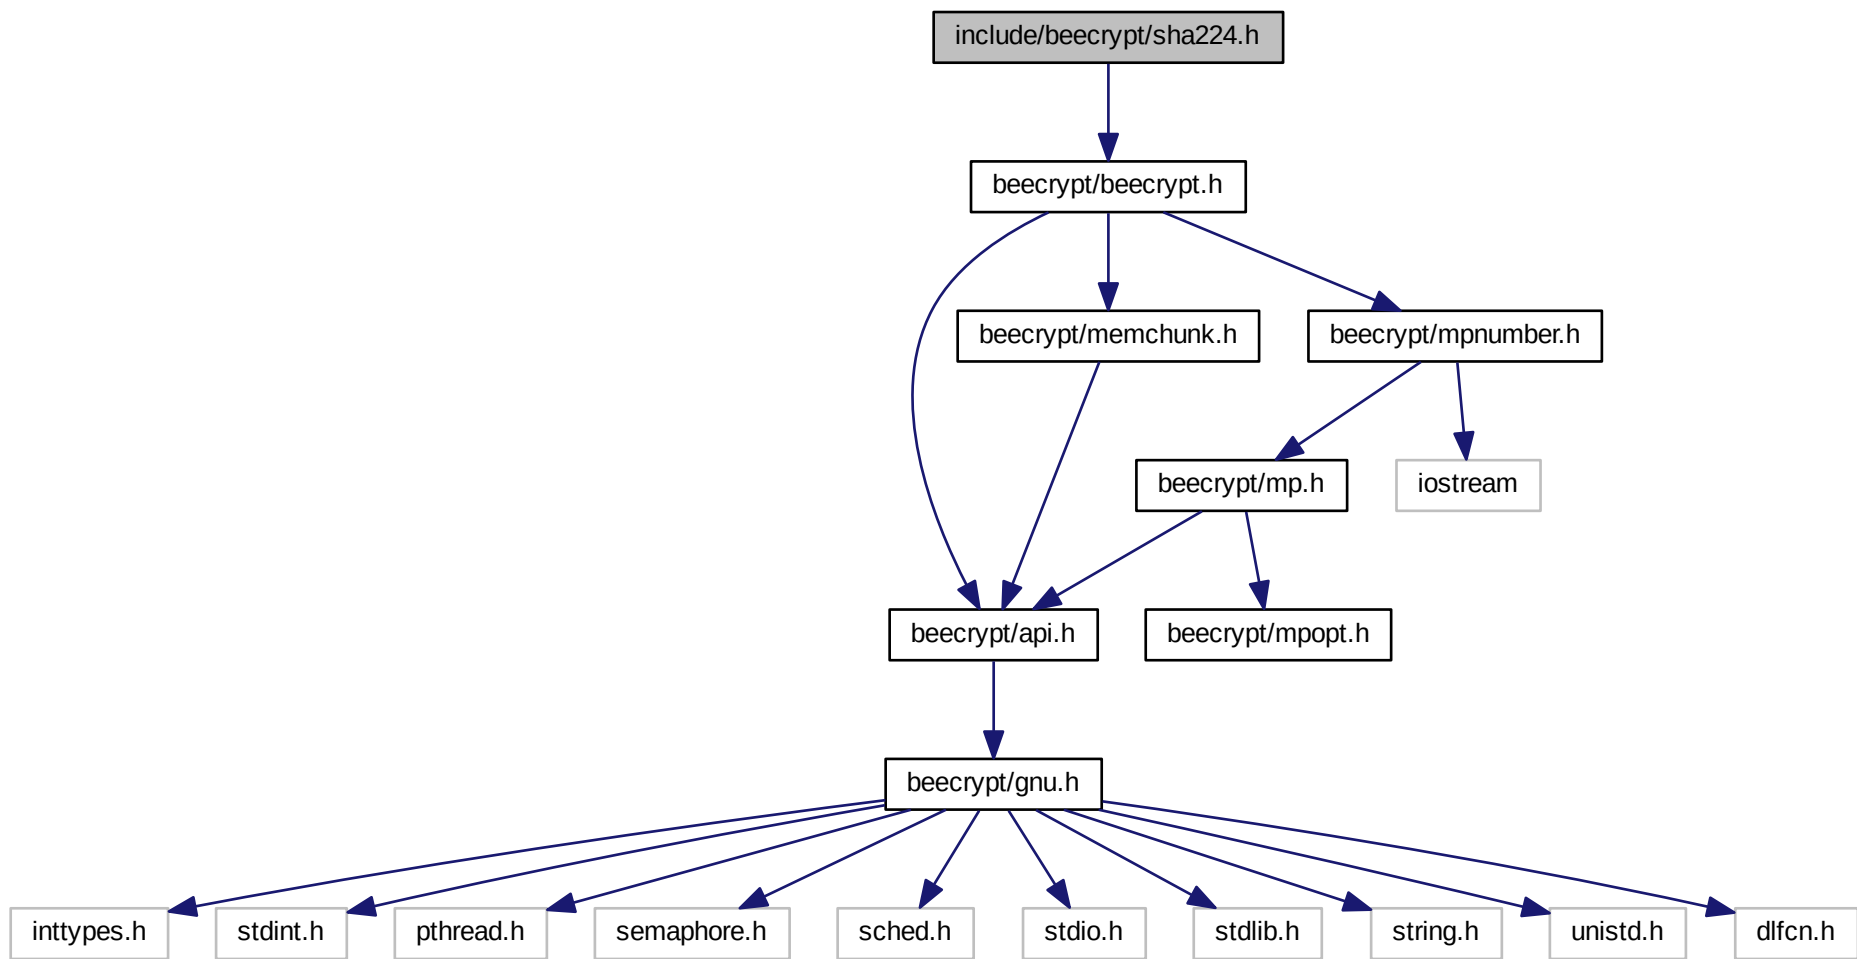 include/beecrypt/sha224.h
beecrypt/beecrypt.h
beecrypt/memchunk.h
beecrypt/mpnumber.h
beecrypt/mp.h
iostream
beecrypt/api.h
beecrypt/mpopt.h
beecrypt/gnu.h
inttypes.h
stdint.h
pthread.h
semaphore.h
sched.h
stdio.h
stdlib.h
string.h
unistd.h
dlfcn.h